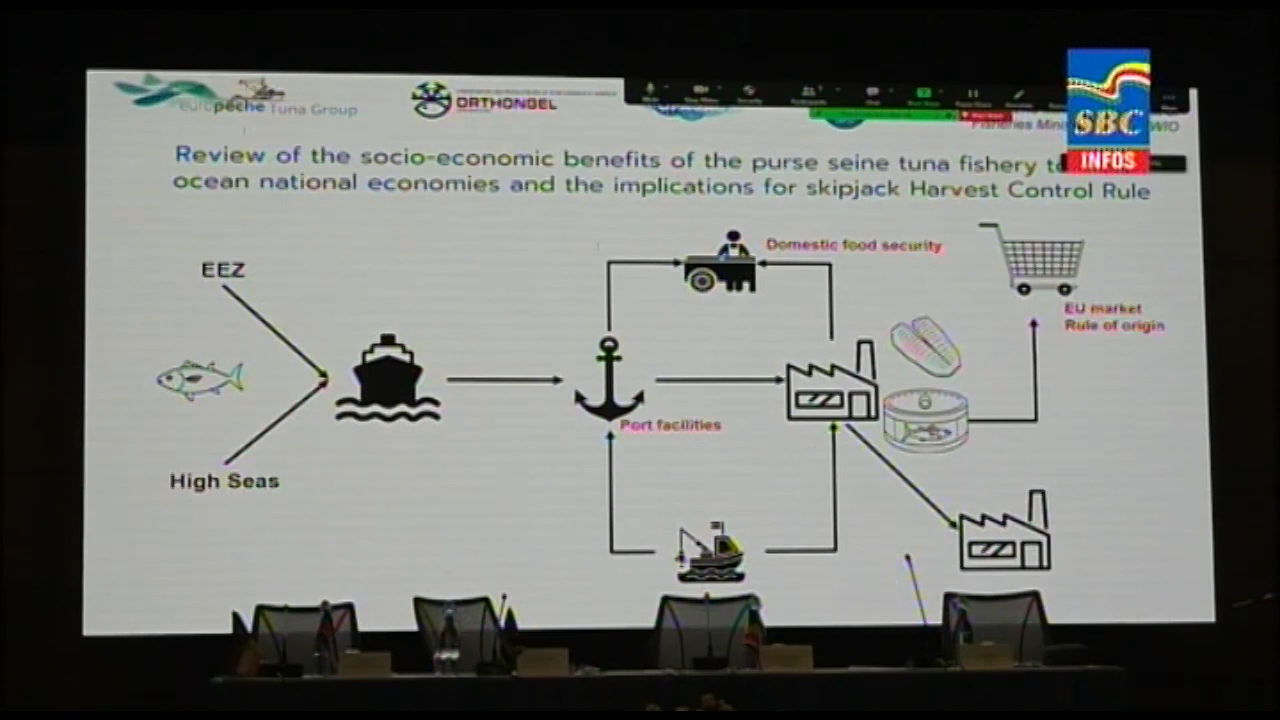 europêche Tuna Group
ORTHONGEL
SBC
INFOS
Fisheries
WIO
Review of the socio-economic benefits of the purse seine tuna fishery
ocean national economies and the implications for skipjack Harvest Control Rule
EEZ
High Seas
Domestic food security
EU market
Rule of origin
Port facilities